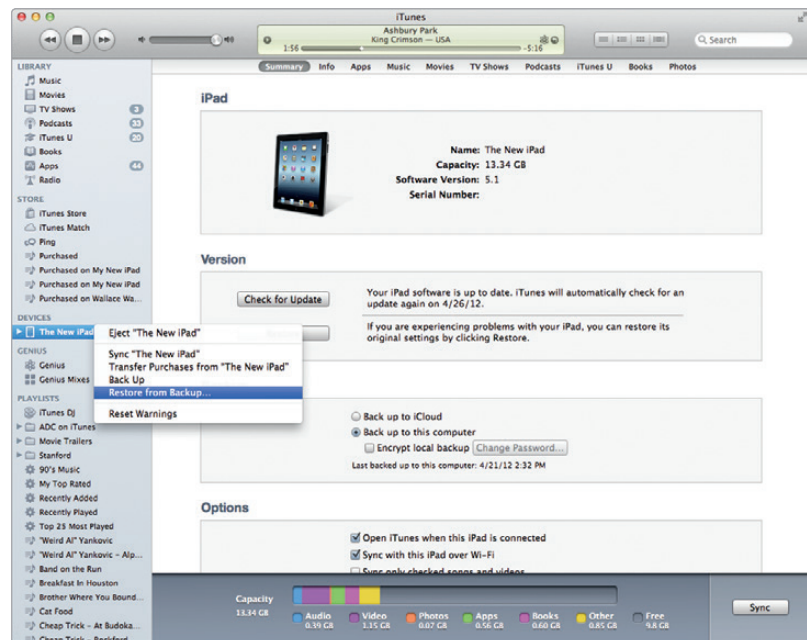 iTunes
Ashbury Park
King Crimson — USA
1:56
-5:16
Search
LIBRARY
Music
Movies
TV Shows 3
Podcasts 33
iTunes U 20
Books
Apps 44
Radio
STORE
iTunes Store
iTunes Match
Ping
Purchased
Purchased on My New iPad
Purchased on My New iPad
Purchased on Wallace Wa...
DEVICES
The New iPad
GENIUS
Genius
Genius Mixes
PLAYLISTS
iTunes DJ
ADC on iTunes
Movie Trailers
Stanford
90's Music
My Top Rated
Recently Added
Recently Played
Top 25 Most Played
"Weird Al" Yankovic
"Weird Al" Yankovic – Alp...
Band on the Run
Breakfast In Houston
Brother Where You Bound...
Cat Food
Cheap Trick – At Budoka...
Cheap Trick – Rockford
Summary Info Apps Music Movies TV Shows Podcasts iTunes U Books Photos
iPad
Name: The New iPad
Capacity: 13.34 GB
Software Version: 5.1
Serial Number:
Version
Check for Update
Your iPad software is up to date. iTunes will automatically check for an
update again on 4/26/12.
If you are experiencing problems with your iPad, you can restore its
original settings by clicking Restore.
Eject "The New iPad"
Sync "The New iPad"
Transfer Purchases from "The New iPad"
Back Up
Restore from Backup...
Reset Warnings
Back up to iCloud
Back up to this computer
Encrypt local backup Change Password...
Last backed up to this computer: 4/21/12 2:32 PM
Options
Open iTunes when this iPad is connected
Sync with this iPad over Wi-Fi
Sync only checked songs and videos
Capacity
13.34 GB
Audio
0.39 GB
Video
1.15 GB
Photos
0.07 GB
Apps
0.56 GB
Books
0.60 GB
Other
0.85 GB
Free
9.8 GB
Sync